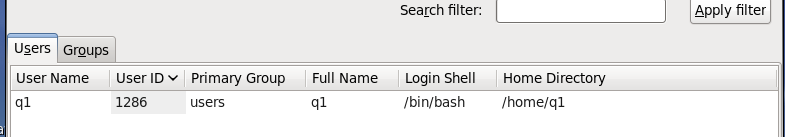 Search filter: Apply filter
Users Groups
User Name User ID Primary Group Full Name Login Shell Home Directory
q1 1286 users q1 /bin/bash /home/q1